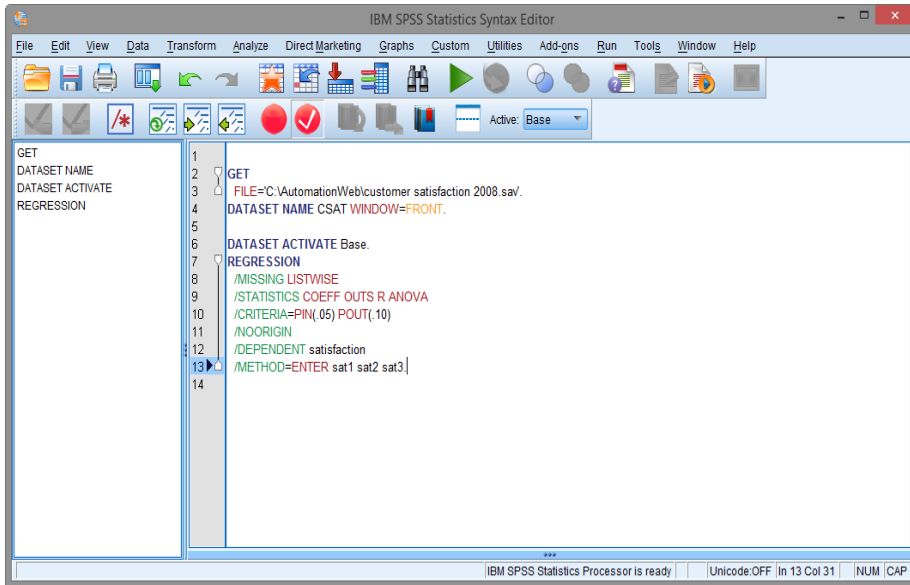 IBM SPSS Statistics Syntax Editor
File Edit View Data Transform Analyze Direct Marketing Graphs Custom Utilities Add-ons Run Tools Window Help
Active: Base
GET
DATASET NAME
DATASET ACTIVATE
REGRESSION
1
2 GET
3 FILE='C:\AutomationWeb\customer satisfaction 2008.sav'.
4 DATASET NAME CSAT WINDOW=FRONT.
5
6 DATASET ACTIVATE Base.
7 REGRESSION
8 /MISSING LISTWISE
9 /STATISTICS COEFF OUTS R ANOVA
10 /CRITERIA=PIN(.05) POUT(.10)
11 /NOORIGIN
12 /DEPENDENT satisfaction
13 /METHOD=ENTER sat1 sat2 sat3.
14
IBM SPSS Statistics Processor is ready Unicode:OFF In 13 Col 31 NUM CAP